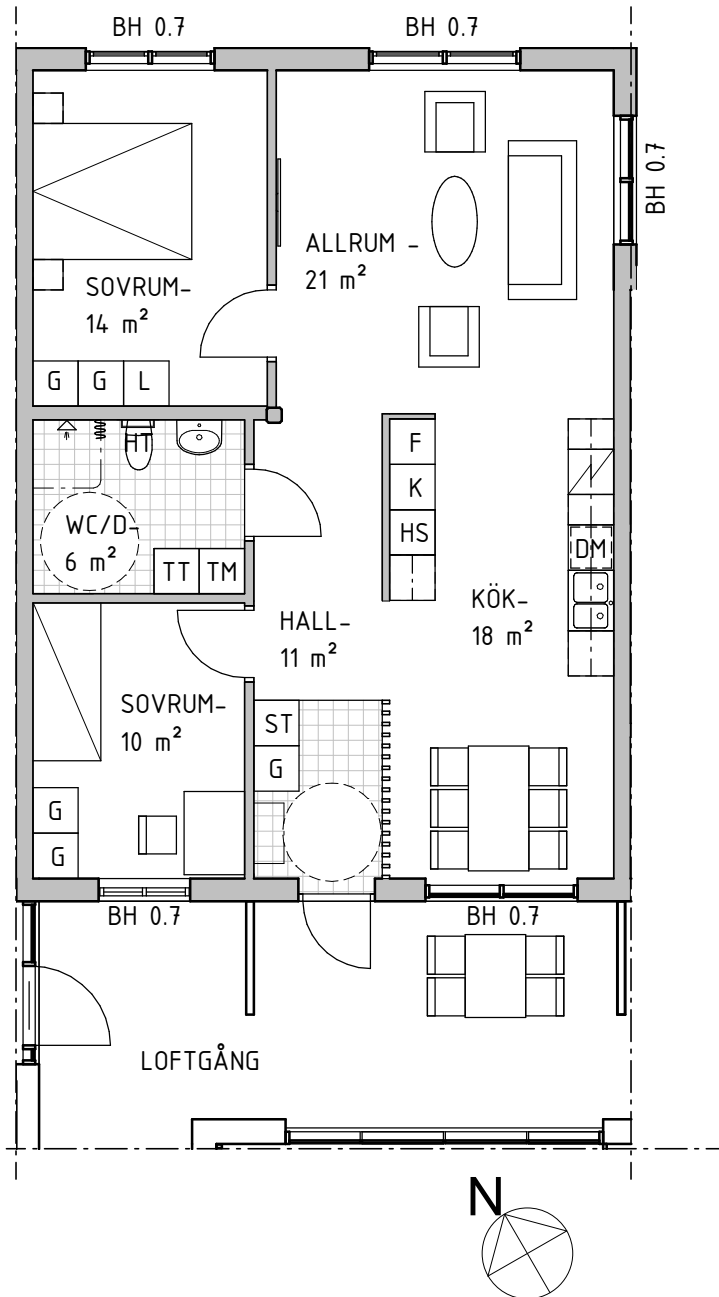 BH 0.7
BH 0.7
BH 0.7
ALLRUM -
21 m²
SOVRUM-
14 m²
G
G
L
F
K
HS
HT
WC/D-
6 m²
TT
TM
DM
KÖK-
18 m²
HALL-
11 m²
SOVRUM-
10 m²
ST
G
G
G
BH 0.7
BH 0.7
LOFTGÅNG
N